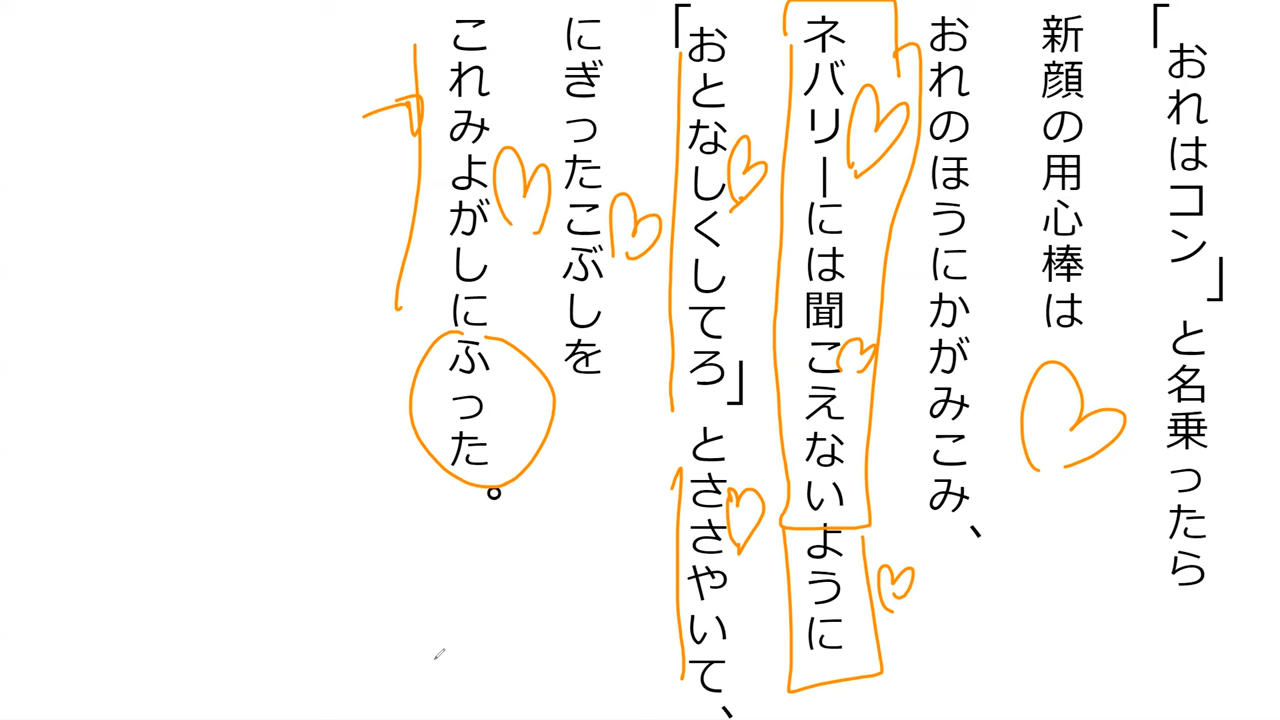 「おれはコン」と名乗ったら
新顔の用心棒は
おれのほうにかがみこみ、
ネバリーには聞こえないように
「おとなしくしてろ」とささやいて、
にぎったこぶしを
これみよがしにふった。